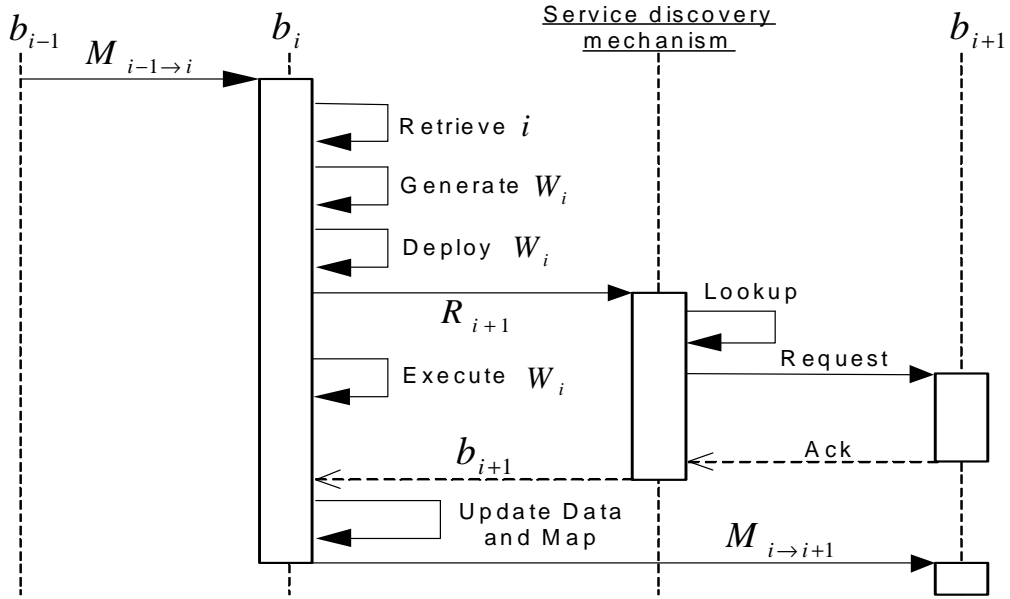 Service discovery
mechanism
b_{i-1}
b_i
b_{i+1}
M_{i-1→i}
Retrieve i
Generate W_i
Deploy W_i
Lookup
R_{i+1}
Request
Execute W_i
Ack
b_{i+1}
Update Data
and Map
M_{i→i+1}